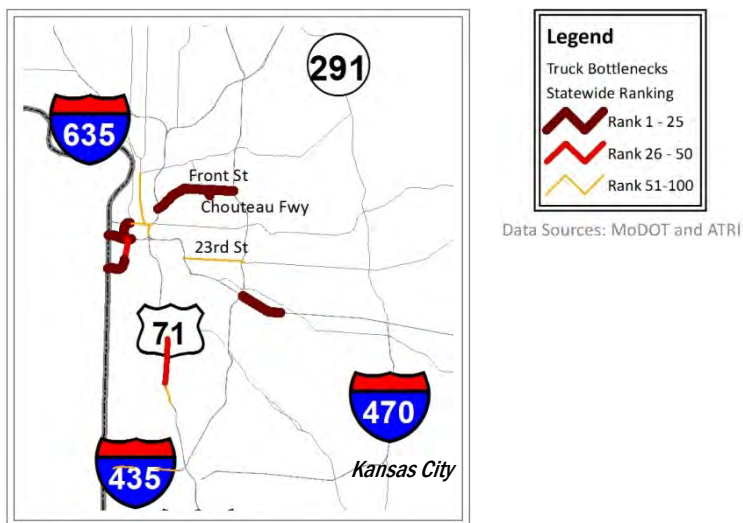 291
635
Front St
Chouteau Fwy
23rd St
71
470
435
Kansas City
Legend
Truck Bottlenecks
Statewide Ranking
Rank 1 - 25
Rank 26 - 50
Rank 51-100
Data Sources: MoDOT and ATRI